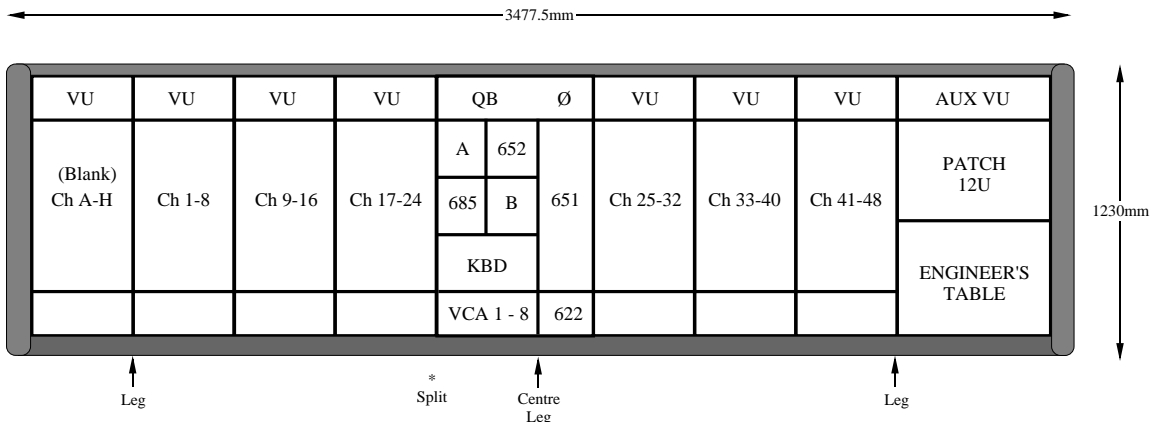 3477.5mm
VU
VU
VU
VU
QB Ø
VU
VU
VU
AUX VU
(Blank)
Ch A-H
Ch 1-8
Ch 9-16
Ch 17-24
A
652
685
B
651
KBD
Ch 25-32
Ch 33-40
Ch 41-48
PATCH
12U
ENGINEER'S
TABLE
VCA 1 - 8
622
1230mm
Leg
*
Split
Centre
Leg
Leg